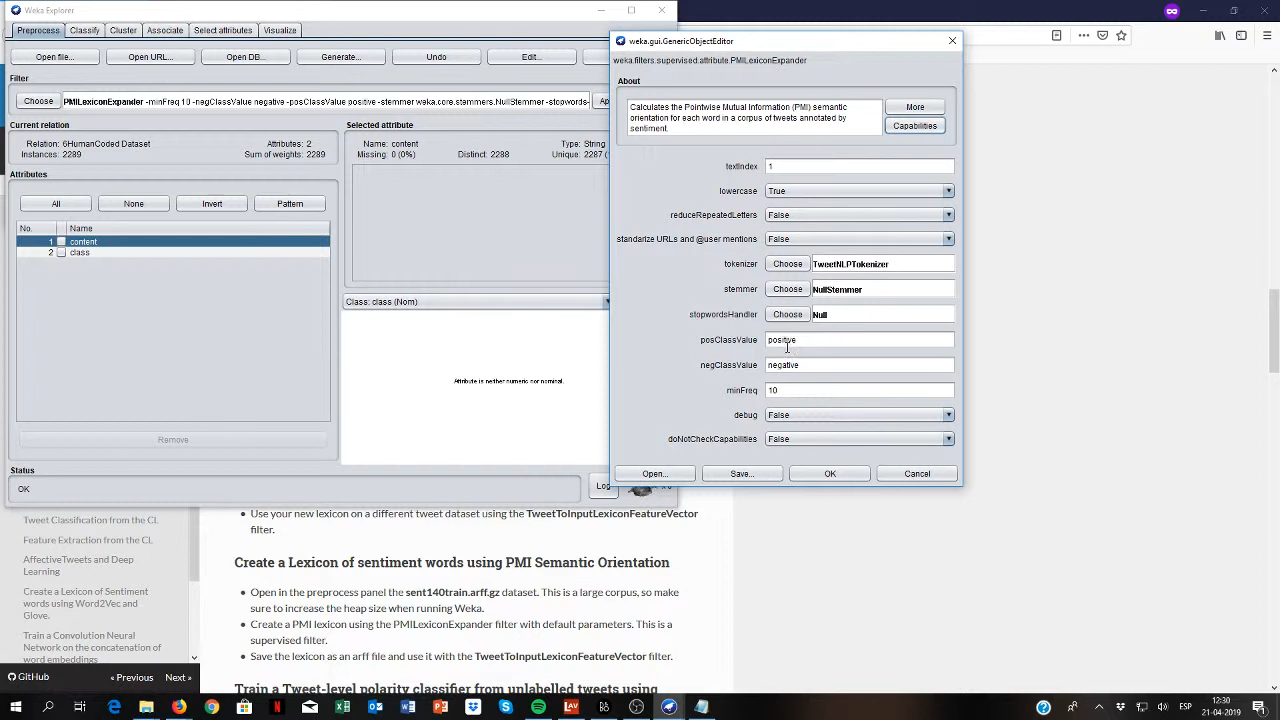 Weka Explorer
Preprocess Classify Cluster Associate Select attributes Visualize
Open file... Open URL... Open DB... Generate... Undo Edit...
Filter
Choose PMILexiconExpander -minFreq 10 -negClassValue negative -posClassValue positive -stemmer weka.core.stemmers.NullStemmer -stopwords- Ap
Current relation
Relation: 6HumanCoded Dataset Attributes: 2
Instances: 2289 Sum of weights: 2289
Selected attribute
Name: content Type: String
Missing: 0 (0%) Distinct: 2298 Unique: 2287 (
Attributes
All None Invert Pattern
No. Name
1 content
2 class
Remove
Class: class (Nom)
Attribute is neither numeric nor nominal.
Status
OK
Log x 0
weka.gui.GenericObjectEditor
weka.filters.supervised.attribute.PMILexiconExpander
About
Calculates the Pointwise Mutual Information (PMI) semantic
orientation for each word in a corpus of tweets annotated by
sentiment.
More
Capabilities
textIndex 1
lowercase True
reduceRepeatedLetters False
standarize URLs and @user mentions False
tokenizer Choose TweetNLPTokenizer
stemmer Choose NullStemmer
stopwordsHandler Choose Null
posClassValue positive
negClassValue negative
minFreq 10
debug False
doNotCheckCapabilities False
Open... Save... OK Cancel
Tweet Classification from the CL
Feature Extraction from the CL
AffectiveTweets and Deep
Learning
Create a Lexicon of Sentiment
words using Word2Vec and
Glove.
Train a Convolution Neural
Network on the concatenation of
word embeddings
GitHub « Previous Next »
Use your new lexicon on a different tweet dataset using the TweetToInputLexiconFeatureVector
filter.
Create a Lexicon of sentiment words using PMI Semantic Orientation
Open in the preprocess panel the sent140train.arff.gz dataset. This is a large corpus, so make
sure to increase the heap size when running Weka.
Create a PMI lexicon using the PMILexiconExpander filter with default parameters. This is a
supervised filter.
Save the lexicon as an arff file and use it with the TweetToInputLexiconFeatureVector filter.
Train a Tweet-level polarity classifier from unlabelled tweets using
ESP
12:30
21-04-2019